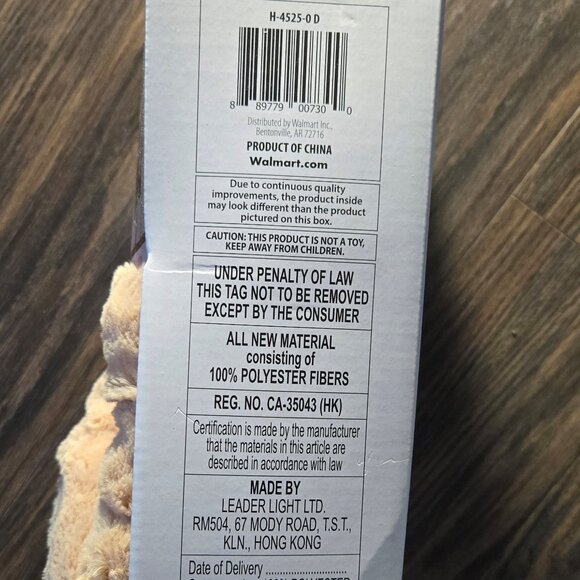 H-4525-0 D
8 89779 00730 0
Distributed by Walmart Inc.,
Bentonville, AR 72716
PRODUCT OF CHINA
Walmart.com
Due to continuous quality
improvements, the product inside
may look different than the product
pictured on this box.
CAUTION: THIS PRODUCT IS NOT A TOY,
KEEP AWAY FROM CHILDREN.
UNDER PENALTY OF LAW
THIS TAG NOT TO BE REMOVED
EXCEPT BY THE CONSUMER
ALL NEW MATERIAL
consisting of
100% POLYESTER FIBERS
REG. NO. CA-35043 (HK)
Certification is made by the manufacturer
that the materials in this article are
described in accordance with law
MADE BY
LEADER LIGHT LTD.
RM504, 67 MODY ROAD, T.S.T.,
KLN., HONG KONG
Date of Delivery ..............................
100% POLYESTER